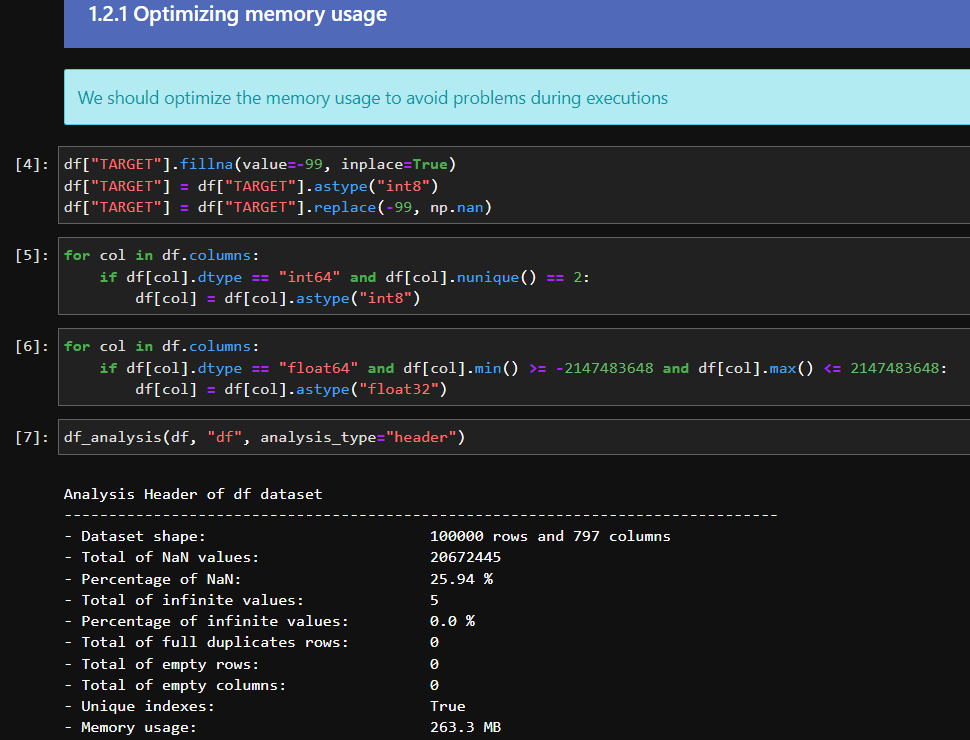 1.2.1 Optimizing memory usage
We should optimize the memory usage to avoid problems during executions
[4]: df["TARGET"].fillna(value=-99, inplace=True)
df["TARGET"] = df["TARGET"].astype("int8")
df["TARGET"] = df["TARGET"].replace(-99, np.nan)
[5]: for col in df.columns:
    if df[col].dtype == "int64" and df[col].nunique() == 2:
        df[col] = df[col].astype("int8")
[6]: for col in df.columns:
    if df[col].dtype == "float64" and df[col].min() >= -2147483648 and df[col].max() <= 2147483648:
        df[col] = df[col].astype("float32")
[7]: df_analysis(df, "df", analysis_type="header")
Analysis Header of df dataset
--------------------------------------------------------------------------------
- Dataset shape: 100000 rows and 797 columns
- Total of NaN values: 20672445
- Percentage of NaN: 25.94 %
- Total of infinite values: 5
- Percentage of infinite values: 0.0 %
- Total of full duplicates rows: 0
- Total of empty rows: 0
- Total of empty columns: 0
- Unique indexes: True
- Memory usage: 263.3 MB